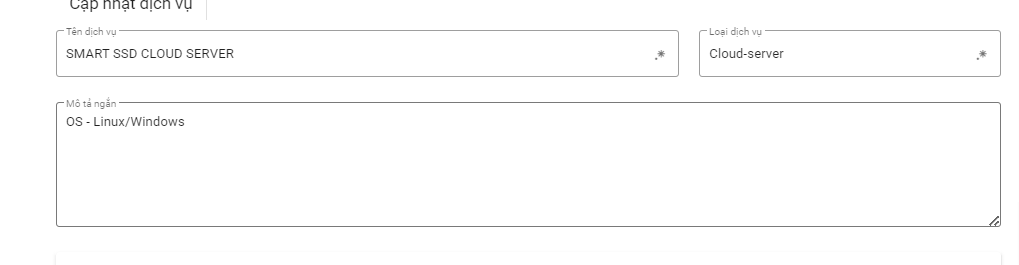 Cập nhật dịch vụ
Tên dịch vụ
SMART SSD CLOUD SERVER
Loại dịch vụ
Cloud-server
Mô tả ngắn
OS - Linux/Windows